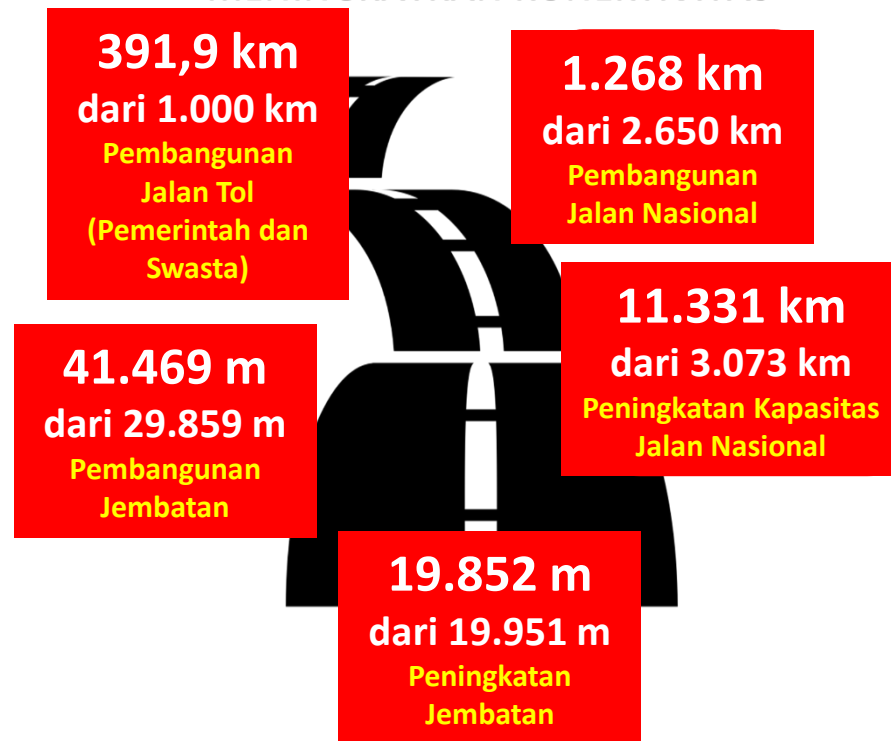 391,9 km
dari 1.000 km
Pembangunan
Jalan Tol
(Pemerintah dan
Swasta)
1.268 km
dari 2.650 km
Pembangunan
Jalan Nasional
11.331 km
dari 3.073 km
Peningkatan Kapasitas
Jalan Nasional
41.469 m
dari 29.859 m
Pembangunan
Jembatan
19.852 m
dari 19.951 m
Peningkatan
Jembatan